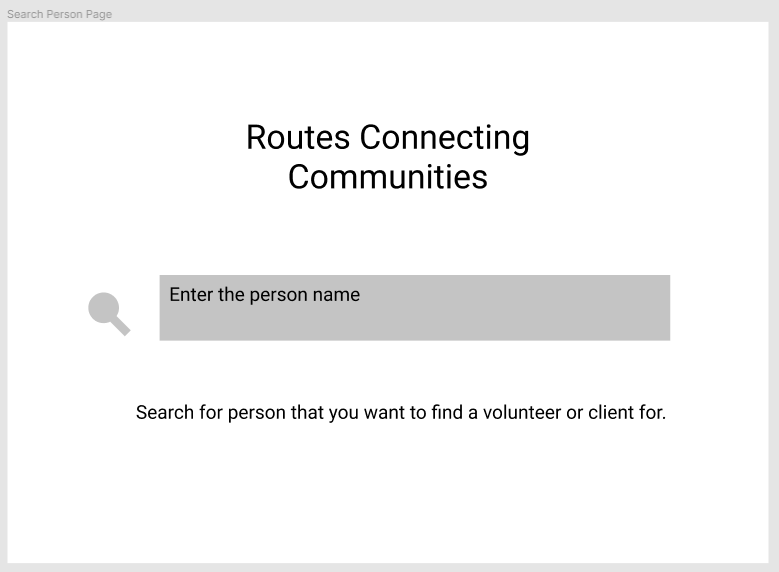 Search Person Page
Routes Connecting
Communities
Enter the person name
Search for person that you want to find a volunteer or client for.